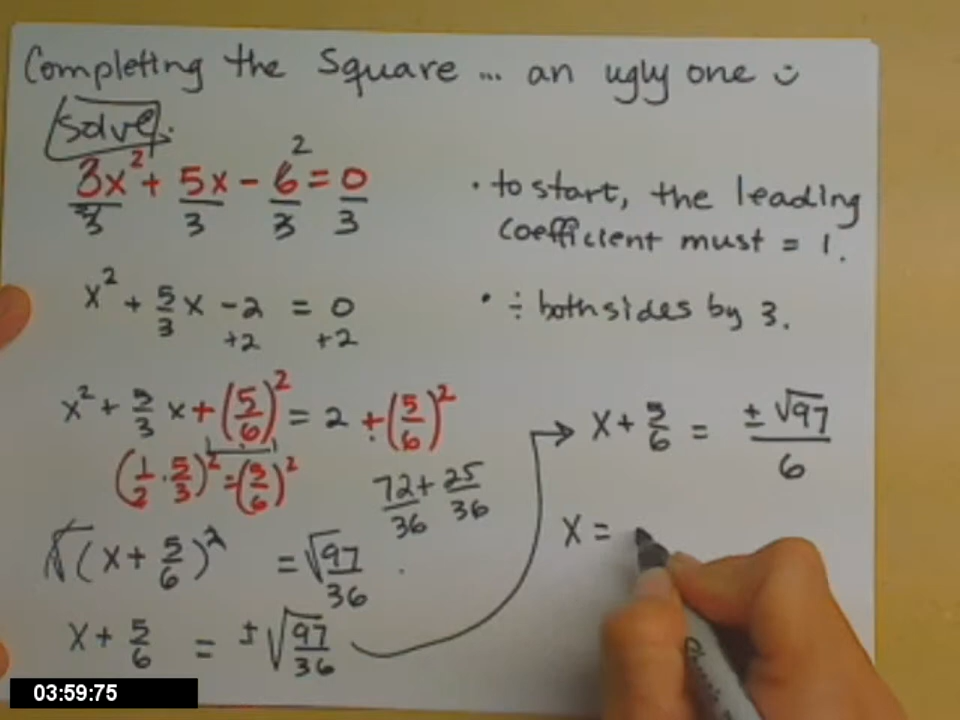 Completing the Square ... an ugly one
Solve.
3x² + 5x - 6 = 0
2
3 3 3 3
• to start, the leading
coefficient must = 1.
x² + 5/3 x - 2 = 0
+2 +2
• ÷ both sides by 3.
x² + 5/3 x + (5/6)² = 2 + (5/6)²
(1/2 · 5/3)² = (5/6)²
72/36 + 25/36
√(x + 5/6)² = √97/36
x + 5/6 = ±√97/36
x + 5/6 = ±√97/6
x =
03:59:75